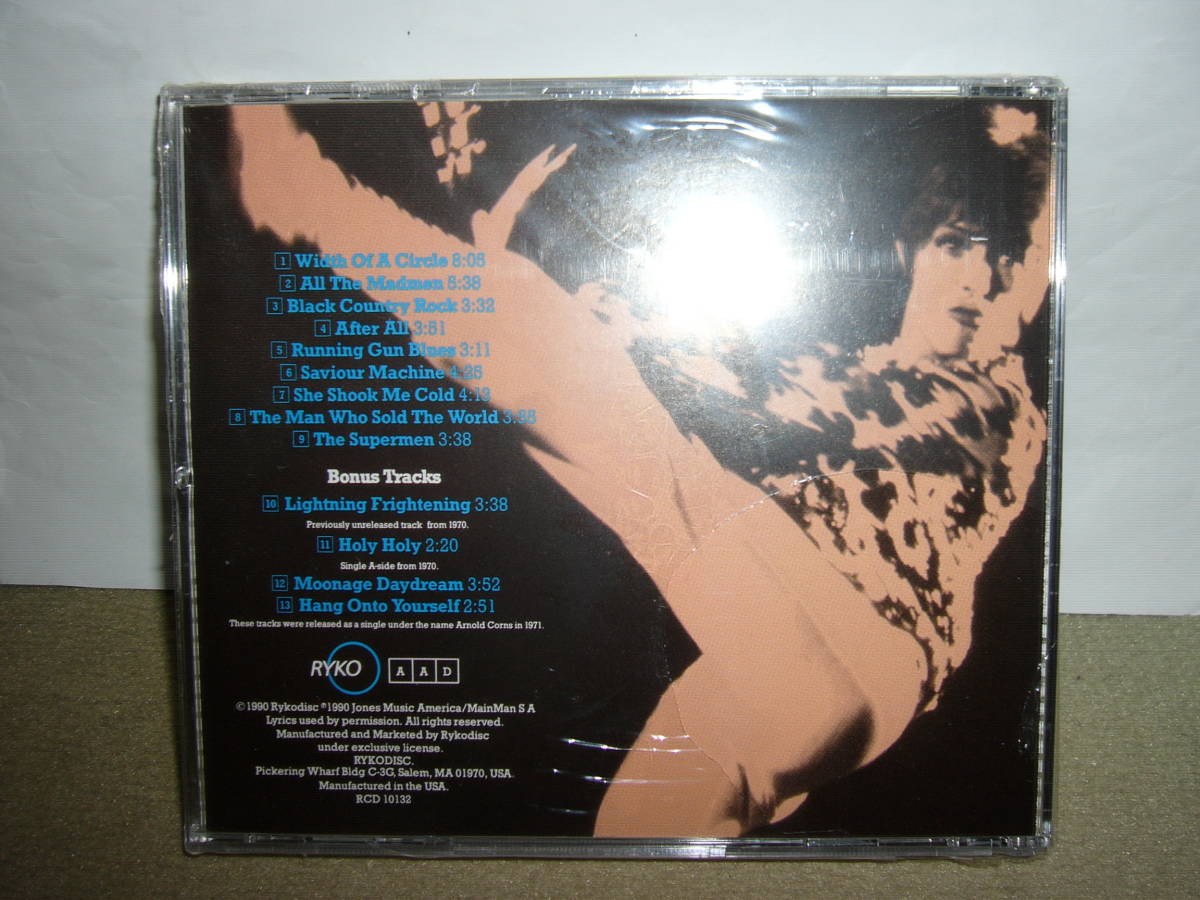 1 Width Of A Circle 8:05
2 All The Madmen 5:38
3 Black Country Rock 3:32
4 After All 3:51
5 Running Gun Blues 3:11
6 Saviour Machine 4:25
7 She Shook Me Cold 4:13
8 The Man Who Sold The World 3:55
9 The Supermen 3:38
Bonus Tracks
10 Lightning Frightening 3:38
Previously unreleased track from 1970.
11 Holy Holy 2:20
Single A-side from 1970.
12 Moonage Daydream 3:52
13 Hang Onto Yourself 2:51
These tracks were released as a single under the name Arnold Corns in 1971.
RYKO A A D
© 1990 Rykodisc ℗ 1990 Jones Music America/MainMan S A
Lyrics used by permission. All rights reserved.
Manufactured and Marketed by Rykodisc
under exclusive license.
RYKODISC.
Pickering Wharf Bldg C-3G, Salem, MA 01970, USA.
Manufactured in the USA.
RCD 10132